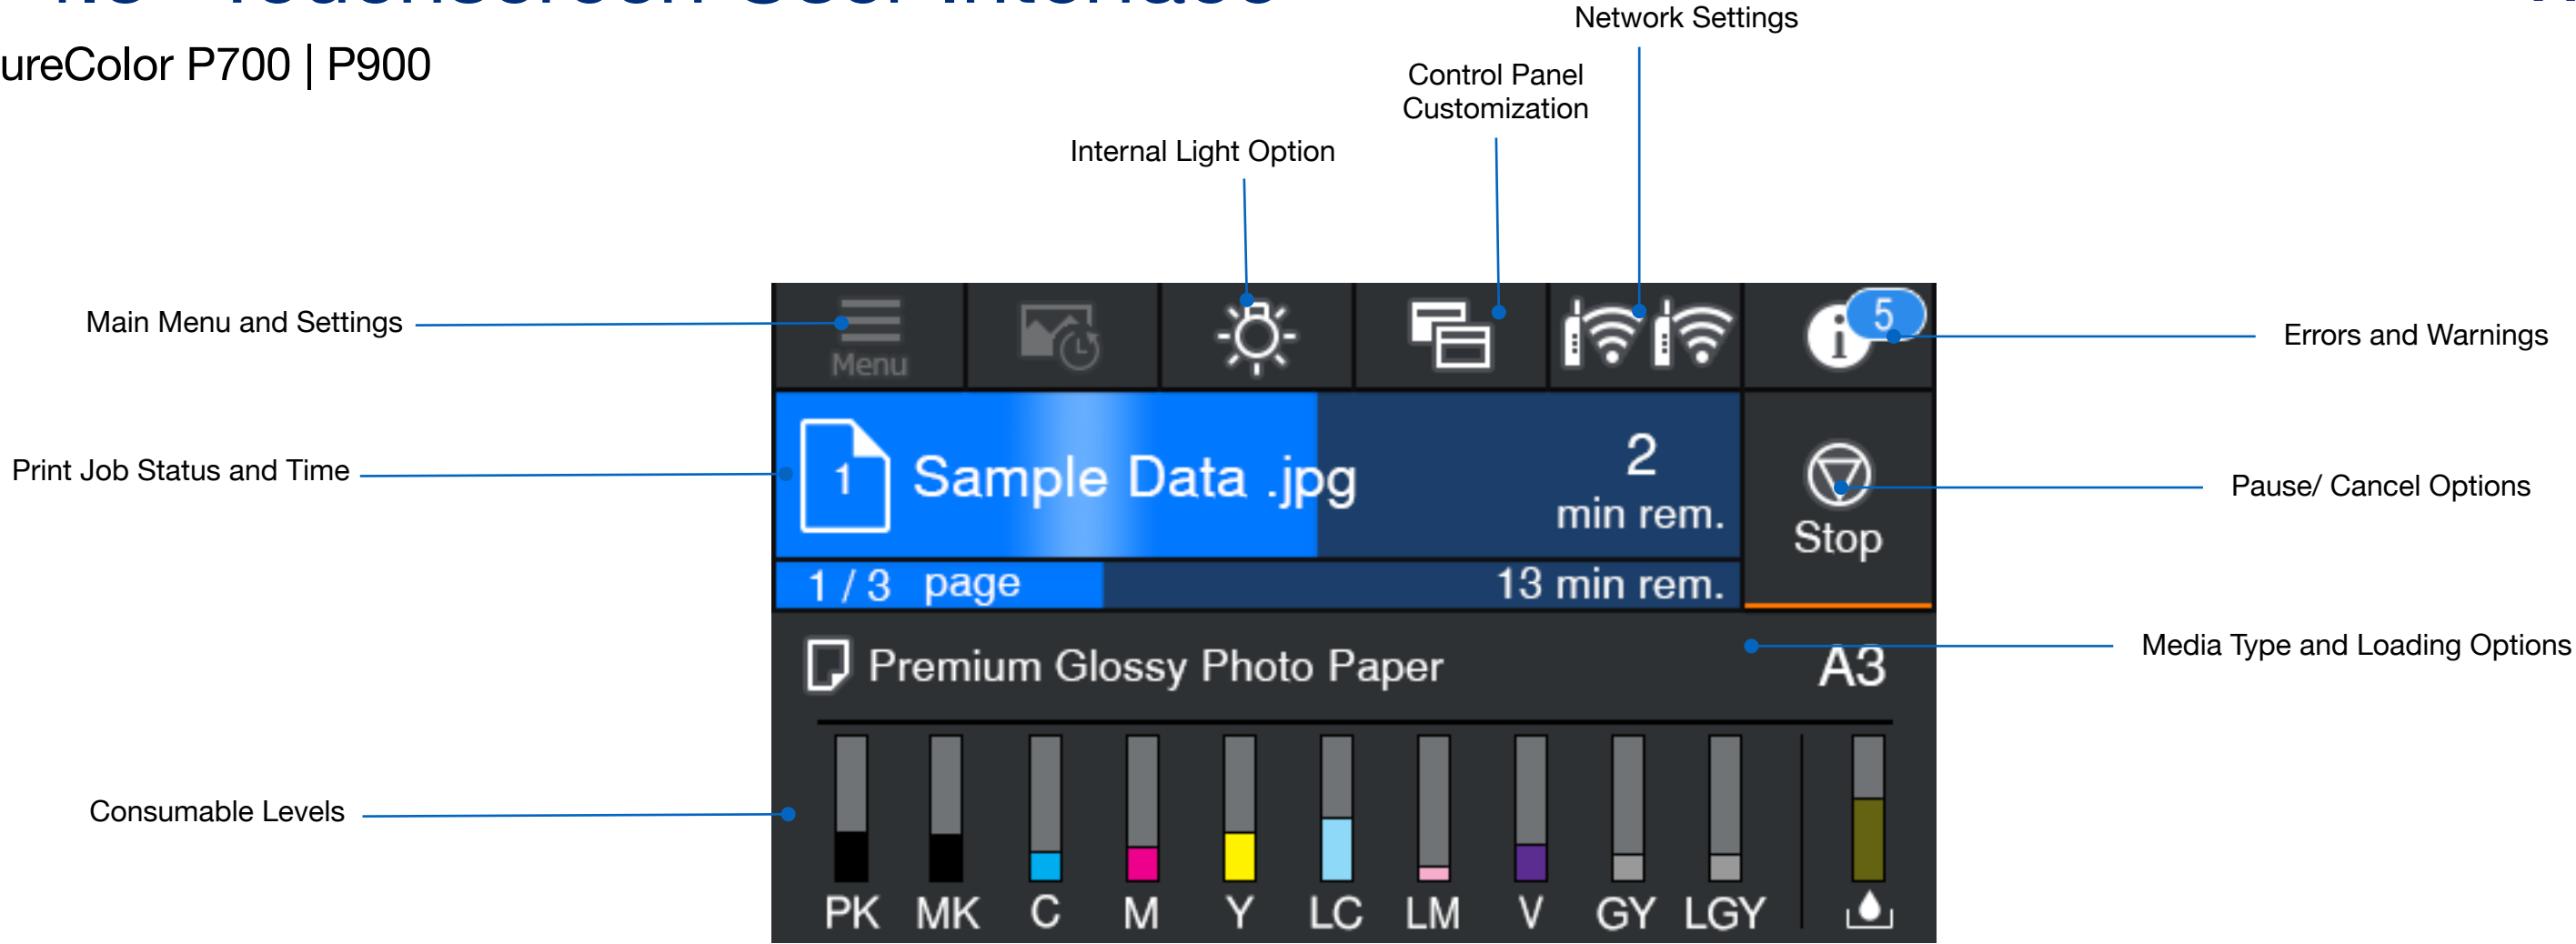 Touchscreen User Interface
ureColor P700 | P900
Network Settings
Control Panel
Customization
Internal Light Option
Main Menu and Settings
Menu
5
Errors and Warnings
Print Job Status and Time
1
Sample Data .jpg
2
min rem.
Stop
Pause/ Cancel Options
1 / 3 page
13 min rem.
Premium Glossy Photo Paper
A3
Media Type and Loading Options
Consumable Levels
PK MK C M Y LC LM V GY LGY